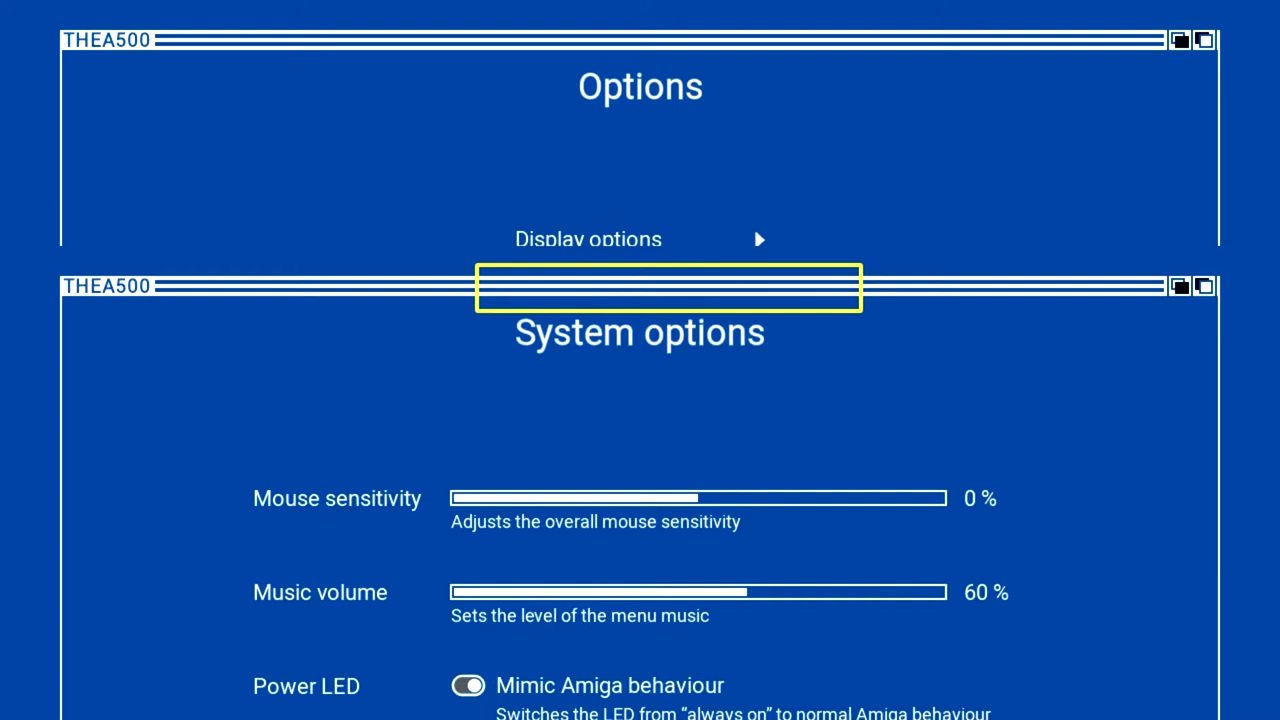 THEA500
Options
Display options
THEA500
System options
Mouse sensitivity 0 %
Adjusts the overall mouse sensitivity
Music volume 60 %
Sets the level of the menu music
Power LED Mimic Amiga behaviour
Switches the LED from “always on” to normal Amiga behaviour